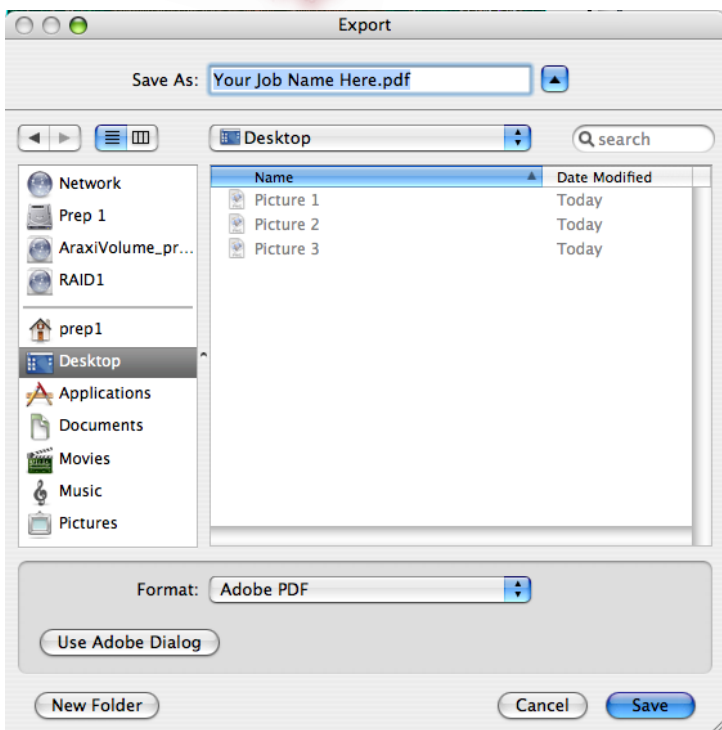 Export
Save As: Your Job Name Here.pdf
Desktop
search
Network
Prep 1
AraxiVolume_pr...
RAID1
prep1
Desktop
Applications
Documents
Movies
Music
Pictures
Name Date Modified
Picture 1 Today
Picture 2 Today
Picture 3 Today
Format: Adobe PDF
Use Adobe Dialog
New Folder Cancel Save